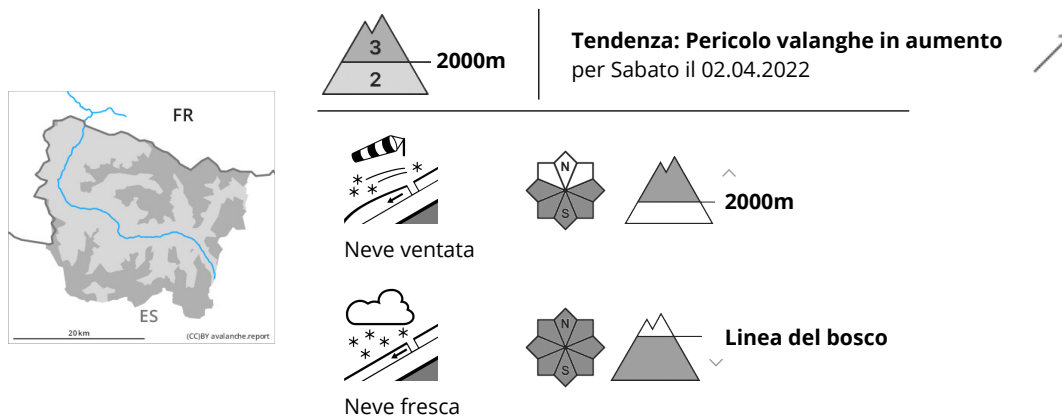 3
2
2000m
Tendenza: Pericolo valanghe in aumento
per Sabato il 02.04.2022
FR
ES
20 km
(CC)BY avalanche.report
N
S
2000m
Neve ventata
N
S
Linea del bosco
Neve fresca